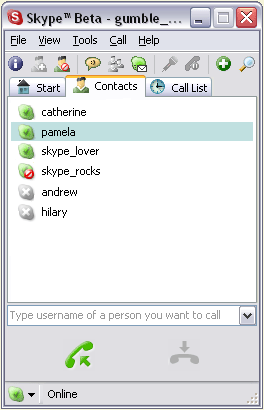 Skype™ Beta - gumble_...
File View Tools Call Help
Start Contacts Call List
catherine
pamela
skype_lover
skype_rocks
andrew
hilary
Type username of a person you want to call
Online